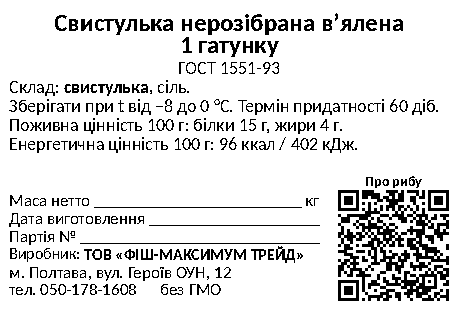 Свистулька нерозібрана в’ялена
1 гатунку
ГОСТ 1551-93
Склад: свистулька, сіль.
Зберігати при t від –8 до 0 °С. Термін придатності 60 діб.
Поживна цінність 100 г: білки 15 г, жири 4 г.
Енергетична цінність 100 г: 96 ккал / 402 кДж.
Про рибу
Маса нетто ____________________________ кг
Дата виготовлення _______________________
Партія № ________________________________
Виробник: ТОВ «ФІШ-МАКСИМУМ ТРЕЙД»
м. Полтава, вул. Героїв ОУН, 12
тел. 050-178-1608 без ГМО